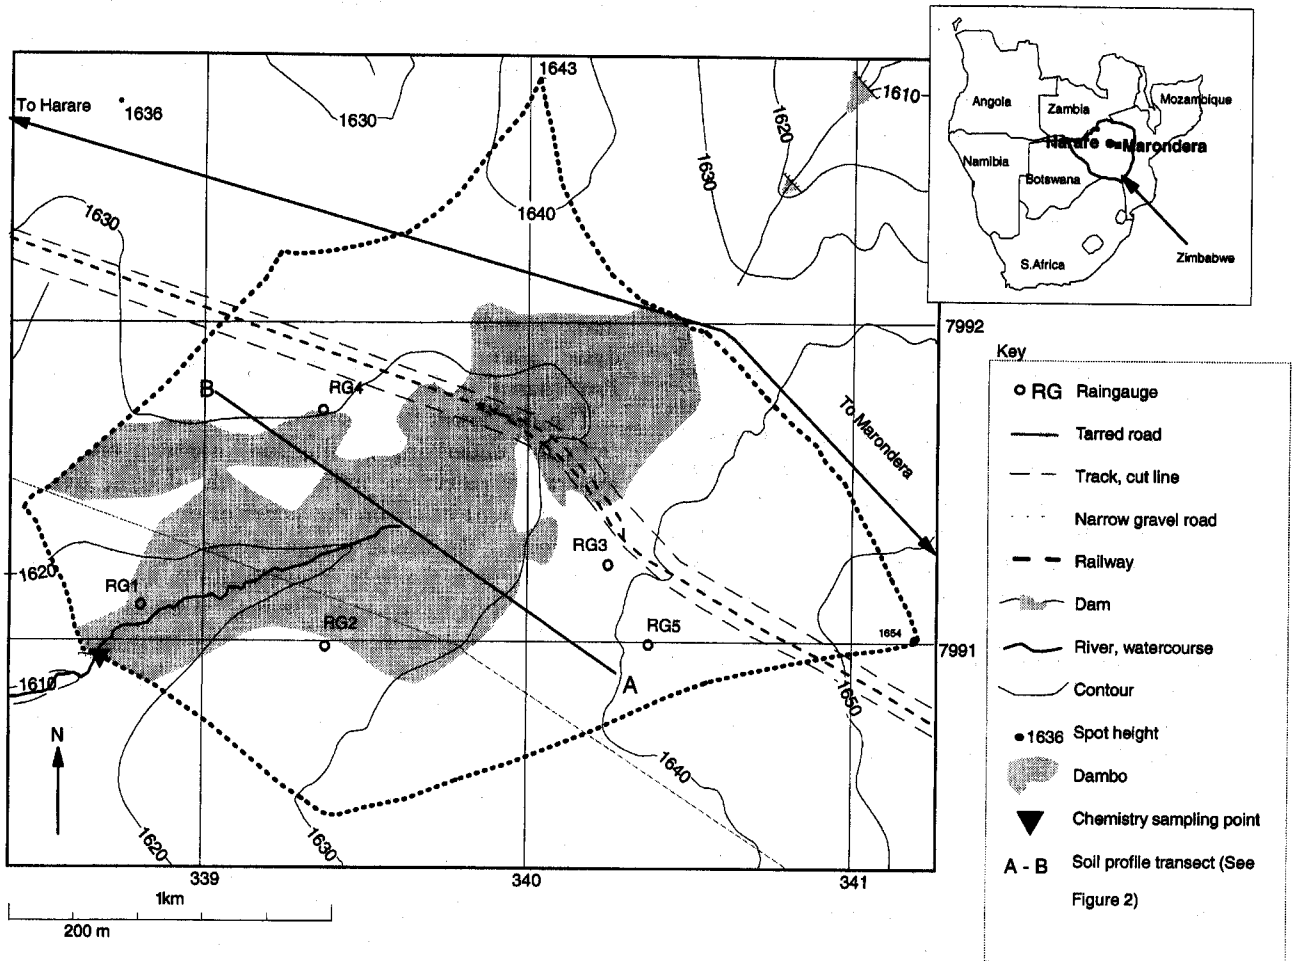 1643
To Harare
1636
1630
1620
1610
1630
1640
1630
Angola
Zambia
Mozambique
Harare
Marondera
Namibia
Botswana
S.Africa
Zimbabwe
7992
B
RG4
To Marondera
RG3
1620
RG1
RG2
RG5
1654
7991
1610
A
1650
N
1640
1620
1630
339
340
341
1km
200 m
Key
RG Raingauge
Tarred road
Track, cut line
Narrow gravel road
Railway
Dam
River, watercourse
Contour
1636 Spot height
Dambo
Chemistry sampling point
A - B Soil profile transect (See
Figure 2)